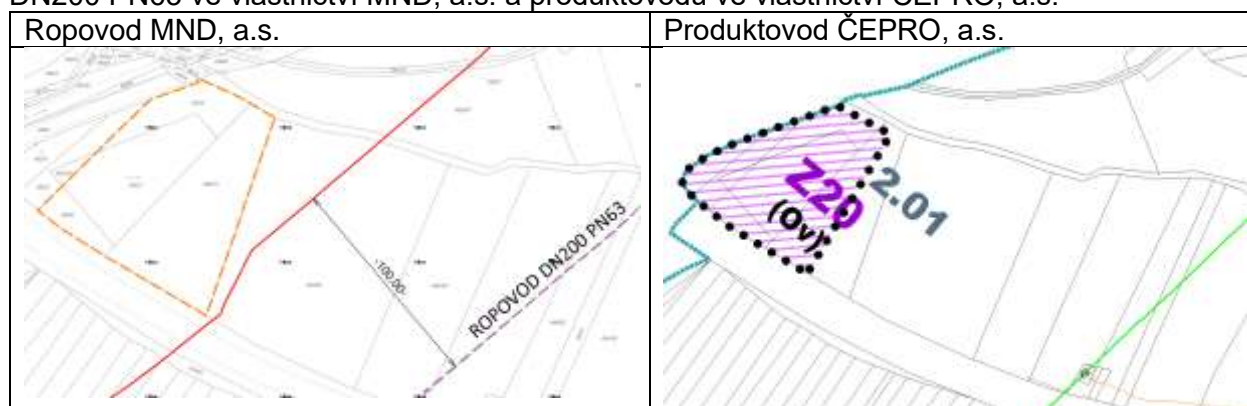 DN200 PN63 ve vlastnictví MND, a.s. a produktovodu ve vlastnictví ČEPRO, a.s.
Ropovod MND, a.s.
Produktovod ČEPRO, a.s.
-100.00-
ROPOVOD DN200 PN63
Z20
(Ov)
2.01